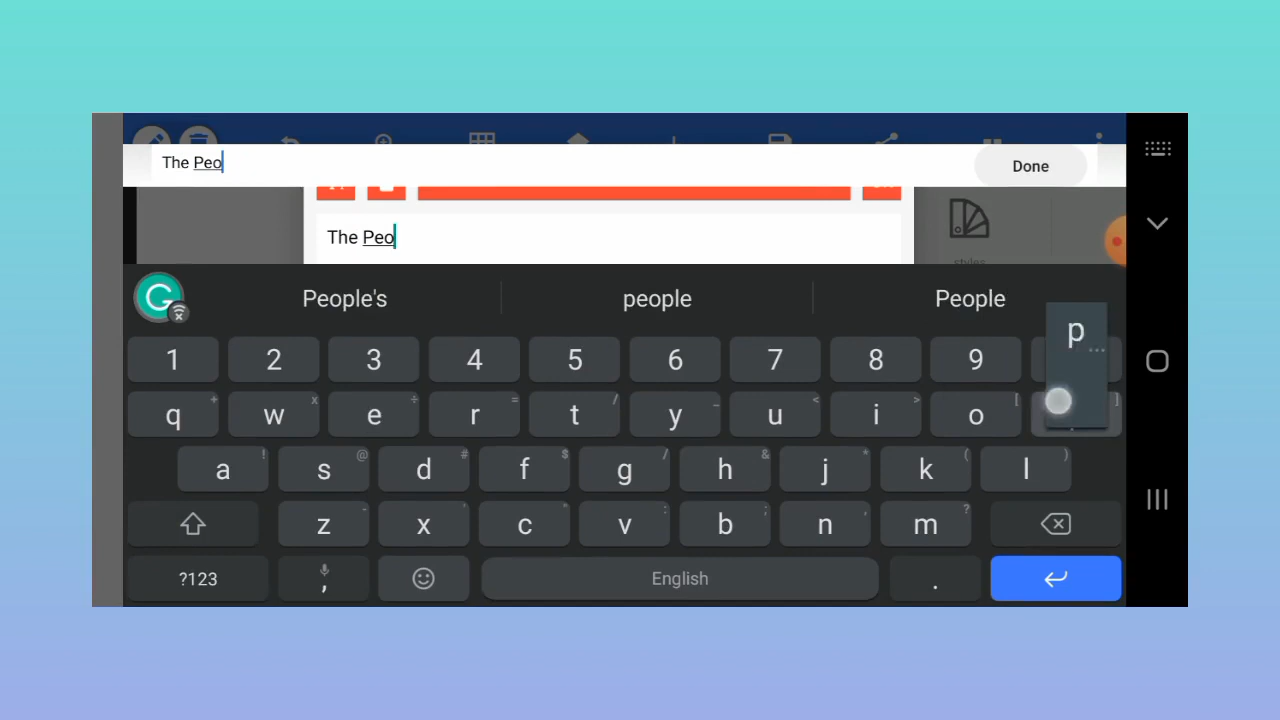 The Peo
Done
The Peo
styles
People's people People
p
1 2 3 4 5 6 7 8 9
q + w x e ÷ r = t / y _ u < i > o [ ]
a ! s @ d # f $ g / h & j * k ( l )
z - x ' c " v : b ; n , m ?
?123 , English .